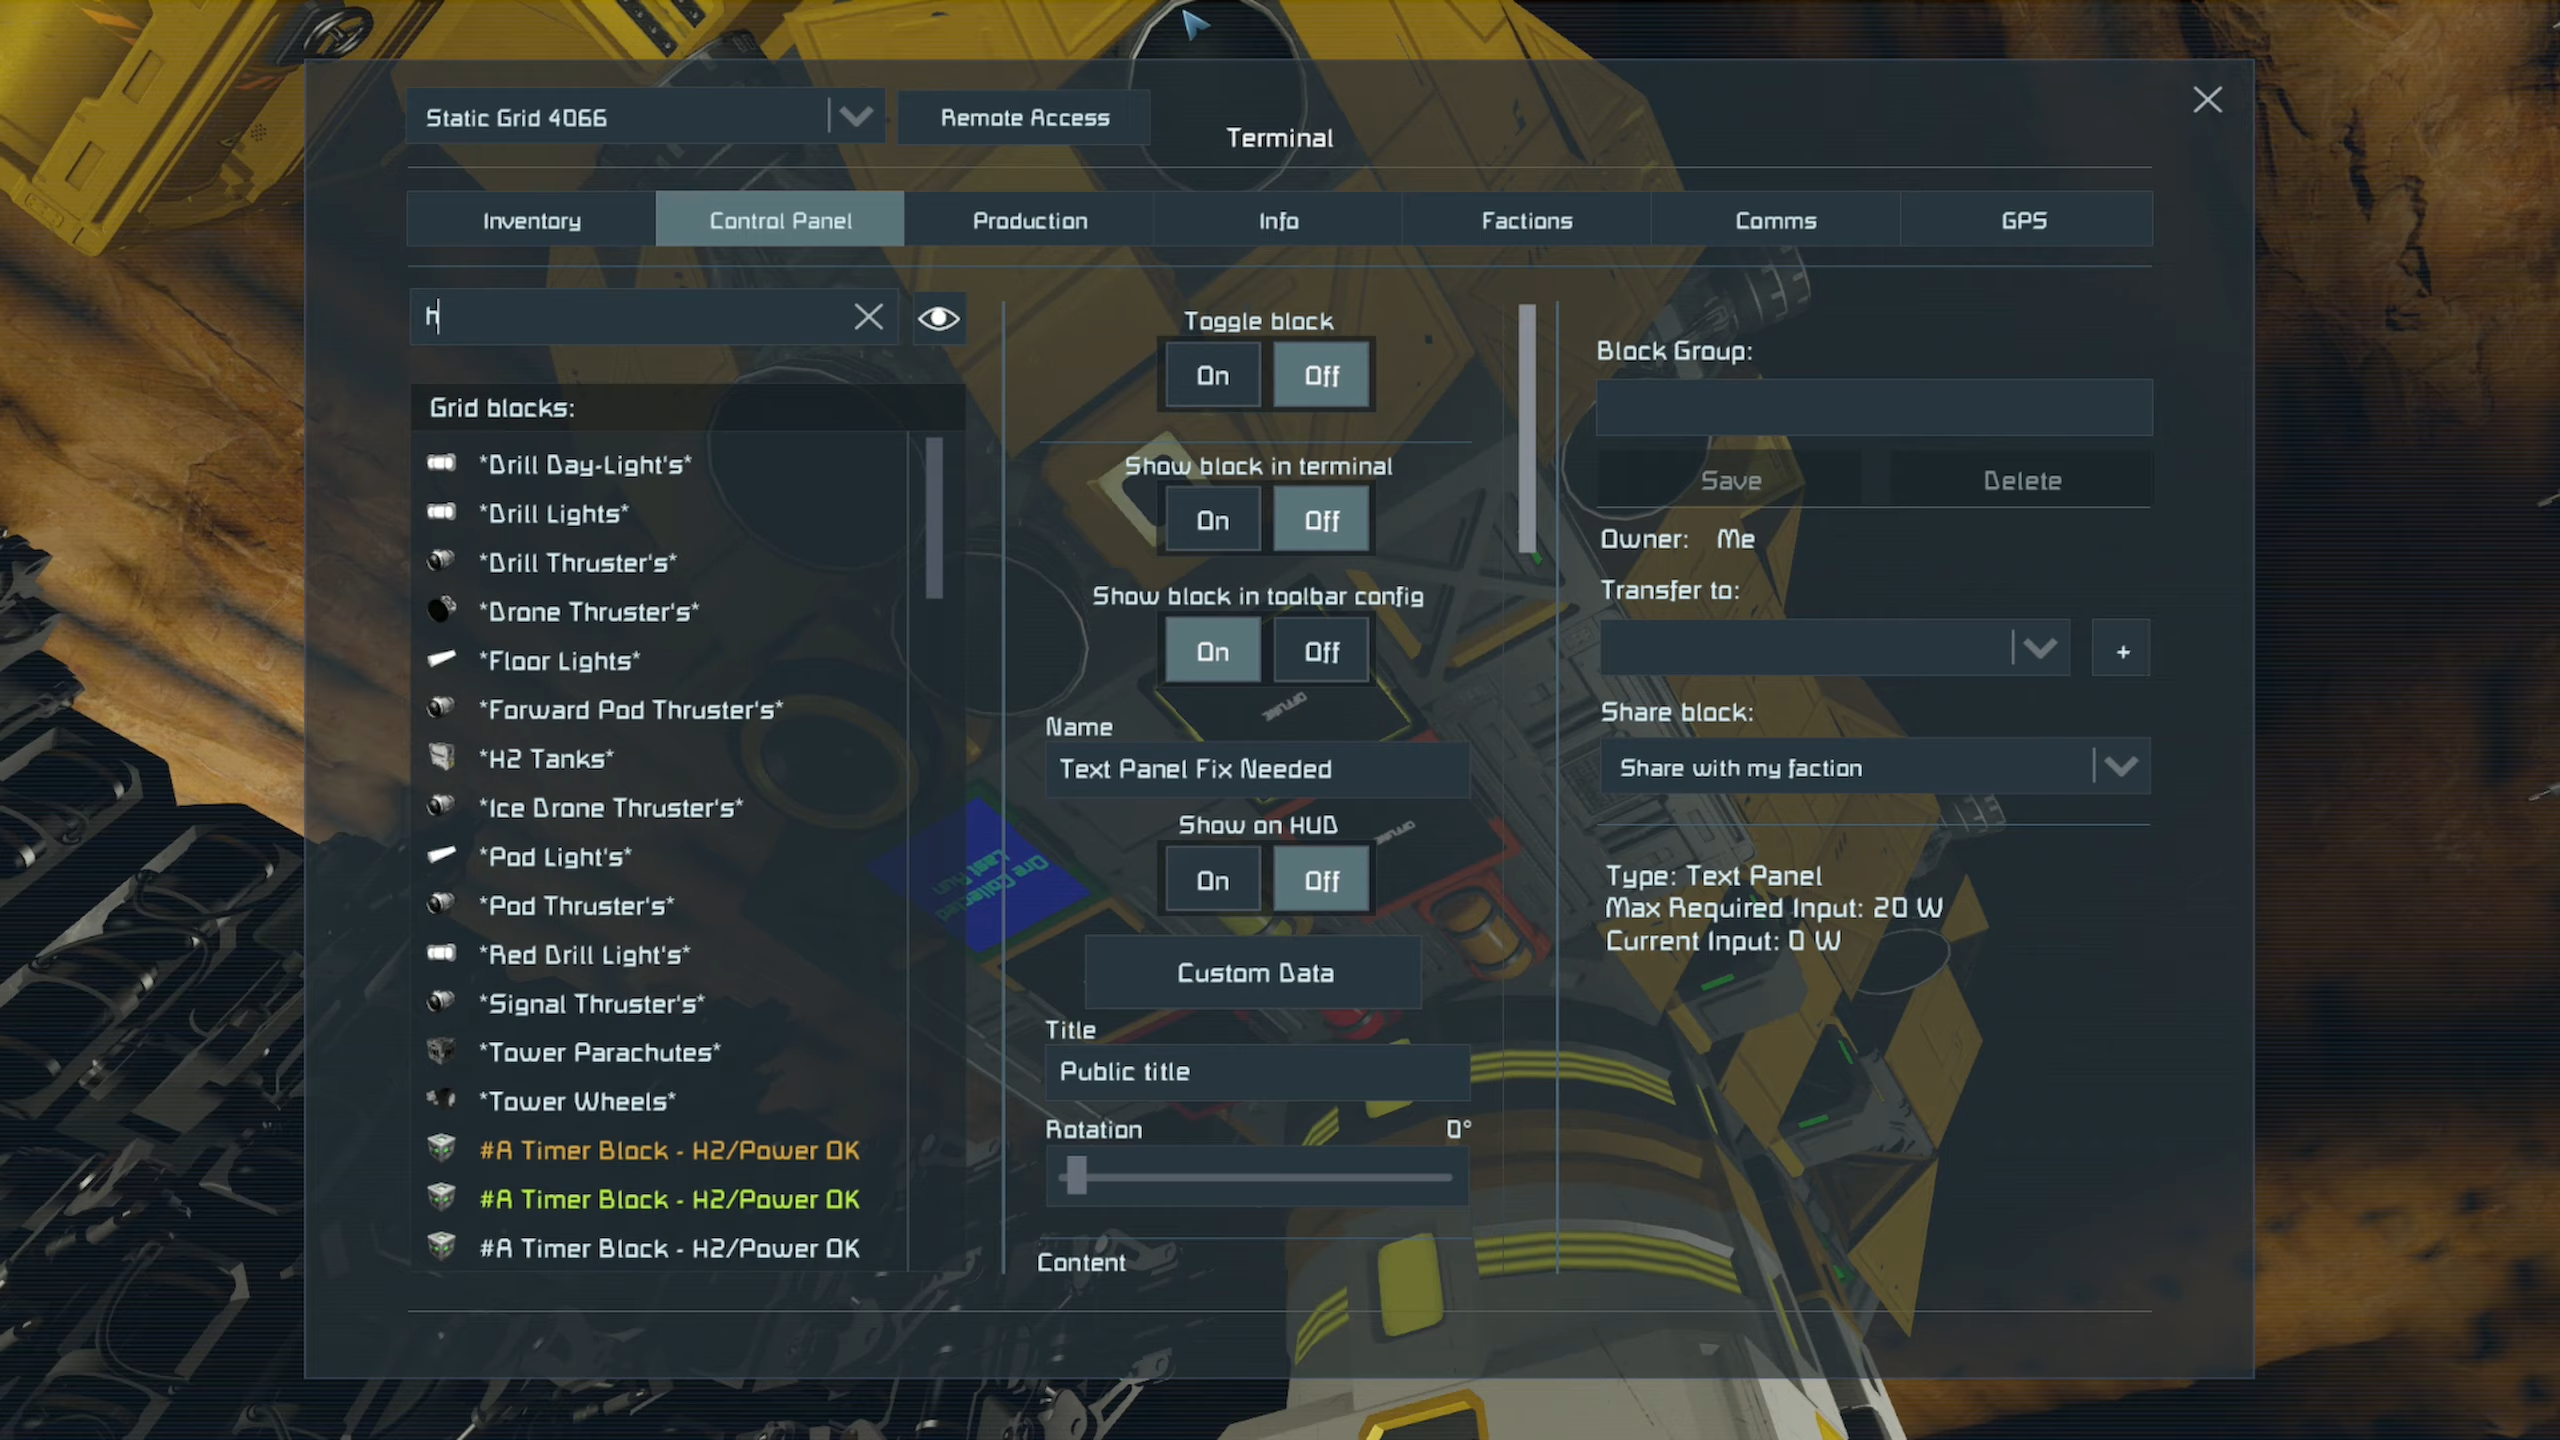 Static Grid 4066
Remote Access
Terminal
Inventory
Control Panel
Production
Info
Factions
Comms
GPS
h
Grid blocks:
*Drill Day-Light's*
*Drill Lights*
*Drill Thruster's*
*Drone Thruster's*
*Floor Lights*
*Forward Pod Thruster's*
*H2 Tanks*
*Ice Drone Thruster's*
*Pod Light's*
*Pod Thruster's*
*Red Drill Light's*
*Signal Thruster's*
*Tower Parachutes*
*Tower Wheels*
#A Timer Block - H2/Power OK
#A Timer Block - H2/Power OK
#A Timer Block - H2/Power OK
Toggle block
On Off
Show block in terminal
On Off
Show block in toolbar config
On Off
Name
Text Panel Fix Needed
Show on HUD
On Off
Custom Data
Title
Public title
Rotation 0°
Content
Block Group:
Save Delete
Owner: Me
Transfer to:
+
Share block:
Share with my faction
Type: Text Panel
Max Required Input: 20 W
Current Input: 0 W
Ore Collected
Last Run
OFFLINE
OFFLINE